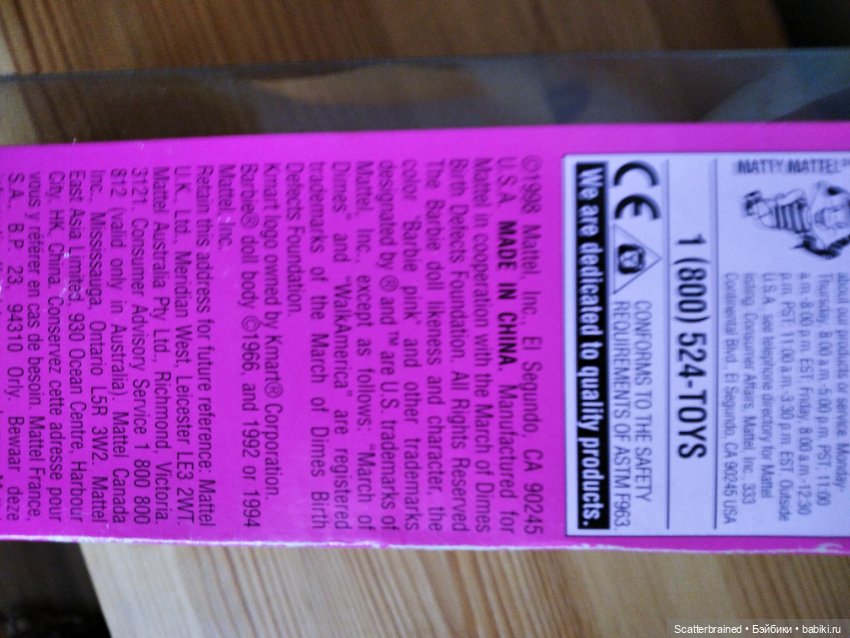 MATTY MATTEL
about our products or service: Monday-
Thursday, 8:00 a.m. -5:00 p.m. PST, 11:00
a.m. -8:00 p.m. EST; Friday, 8:00 a.m. -12:30
p.m. PST, 11:00 a.m. -3:30 p.m. EST. Outside
U.S.A., see telephone directory for Mattel
listing. Consumer Affairs, Mattel, Inc., 333
Continental Blvd., El Segundo, CA 90245 USA
1 (800) 524-TOYS
CE
CONFORMS TO THE SAFETY
REQUIREMENTS OF ASTM F963.
We are dedicated to quality products.
©1998 Mattel, Inc., El Segundo, CA 90245
U.S.A. MADE IN CHINA. Manufactured for
Mattel in cooperation with the March of Dimes
Birth Defects Foundation. All Rights Reserved
The Barbie doll likeness and character, the
color "Barbie pink" and other trademarks
designated by ® and ™ are U.S. trademarks of
Mattel, Inc., except as follows: "March of
Dimes" and "WalkAmerica" are registered
trademarks of the March of Dimes Birth
Defects Foundation.
Kmart logo owned by Kmart® Corporation.
Barbie® doll body ©1966, and 1992 or 1994
Mattel, Inc.
Retain this address for future reference: Mattel
U.K., Ltd., Meridian West, Leicester LE3 2WT.
Mattel Australia Pty. Ltd., Richmond, Victoria.
3121. Consumer Advisory Service 1 800 800
812 (valid only in Australia). Mattel Canada
Inc., Mississauga, Ontario L5R 3W2. Mattel
East Asia Limited, 930 Ocean Centre, Harbour
City, HK, China. Conservez cette adresse pour
vous y référer en cas de besoin. Mattel France
S.A., B.P. 23, 94310 Orly. Bewaar deze
Scatterbrained • Бэйбики • babiki.ru